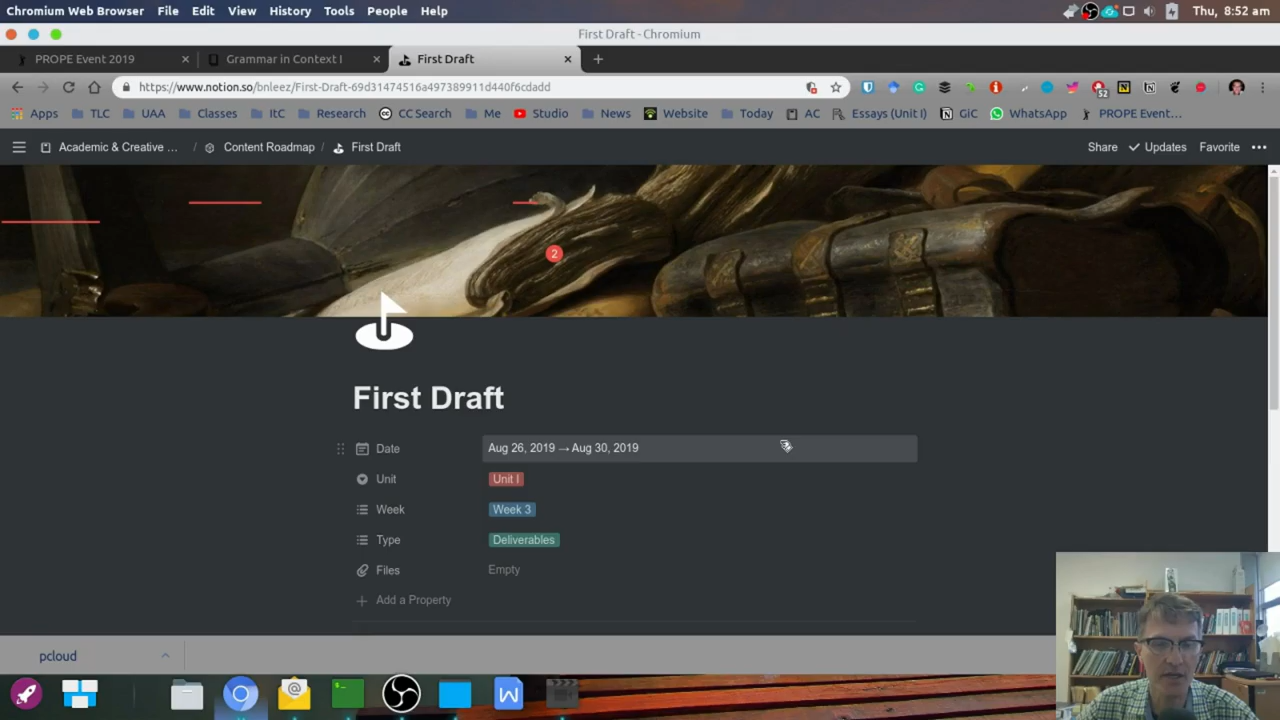 Chromium Web Browser File Edit View History Tools People Help Thu, 8:52 am
First Draft - Chromium
PROPE Event 2019 Grammar in Context I First Draft
https://www.notion.so/bnleez/First-Draft-69d31474516a497389911d440f6cdadd 52
Apps TLC UAA Classes ItC Research CC Search Me Studio News Website Today AC Essays (Unit I) GiC WhatsApp PROPE Event…
Academic & Creative … / Content Roadmap / First Draft Share Updates Favorite
2
First Draft
Date Aug 26, 2019 → Aug 30, 2019
Unit Unit I
Week Week 3
Type Deliverables
Files Empty
Add a Property
pcloud
W